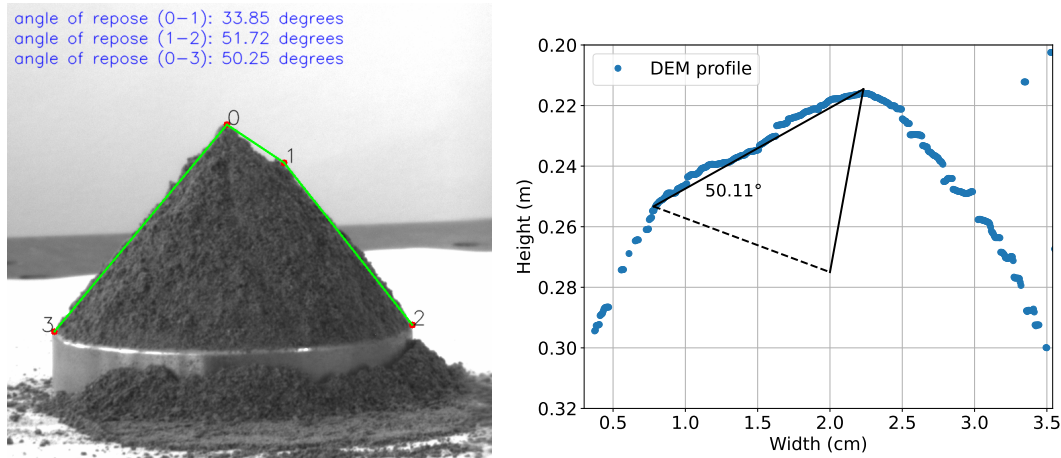 angle of repose (0-1): 33.85 degrees
angle of repose (1-2): 51.72 degrees
angle of repose (0-3): 50.25 degrees
0
1
2
3
DEM profile
50.11°
Height (m)
0.20
0.22
0.24
0.26
0.28
0.30
0.32
0.5 1.0 1.5 2.0 2.5 3.0 3.5
Width (cm)